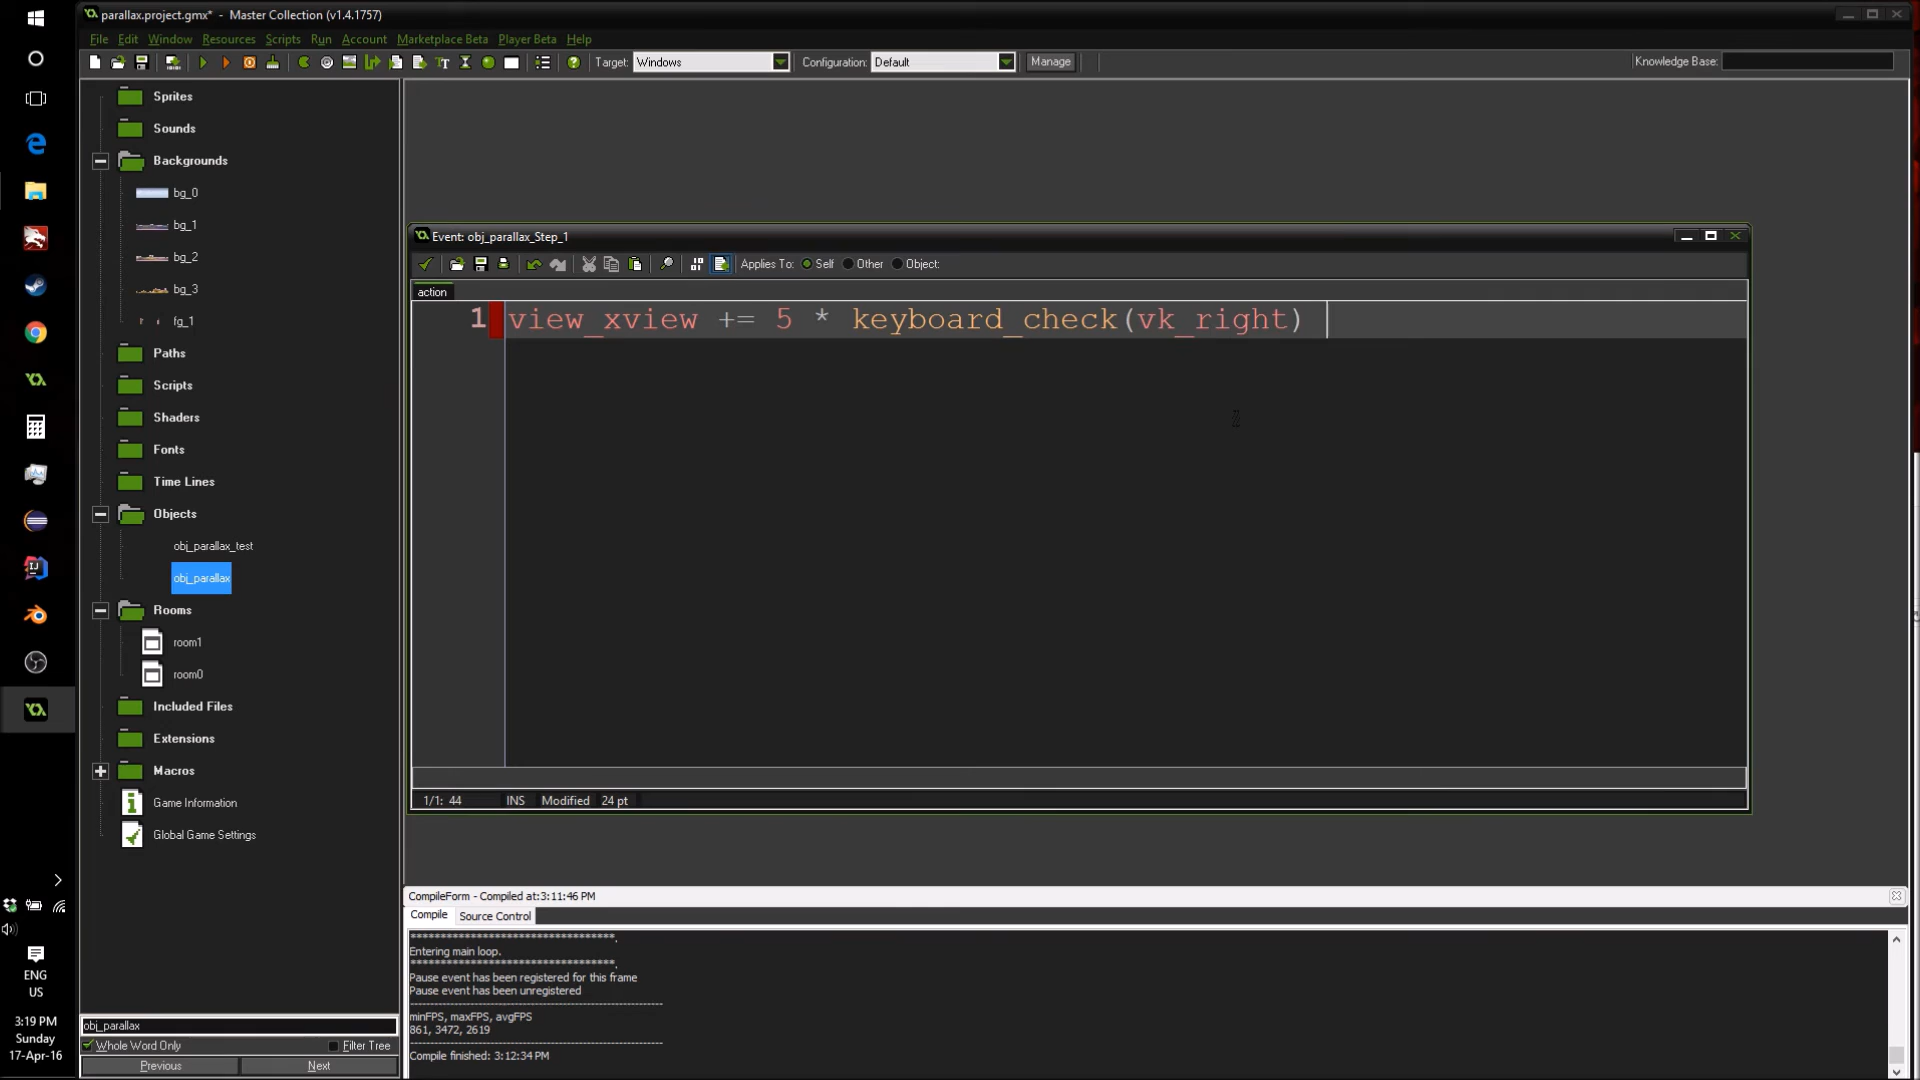 parallax.project.gmx* - Master Collection (v1.4.1757)
File Edit Window Resources Scripts Run Account Marketplace Beta Player Beta Help
Target: Windows Configuration: Default Manage Knowledge Base:
Sprites
Sounds
Backgrounds
bg_0
bg_1
bg_2
bg_3
fg_1
Paths
Scripts
Shaders
Fonts
Time Lines
Objects
obj_parallax_test
obj_parallax
Rooms
room1
room0
Included Files
Extensions
Macros
Game Information
Global Game Settings
obj_parallax
Whole Word Only Filter Tree
Previous Next
Event: obj_parallax_Step_1
Applies To: Self Other Object:
action
1 view_xview += 5 * keyboard_check(vk_right)
1/1: 44 INS Modified 24 pt
CompileForm - Compiled at:3:11:46 PM
Compile Source Control
**********************************.
Entering main loop.
**********************************.
Pause event has been registered for this frame
Pause event has been unregistered
minFPS, maxFPS, avgFPS
861, 3472, 2619
Compile finished: 3:12:34 PM
ENG
US
3:19 PM
Sunday
17-Apr-16